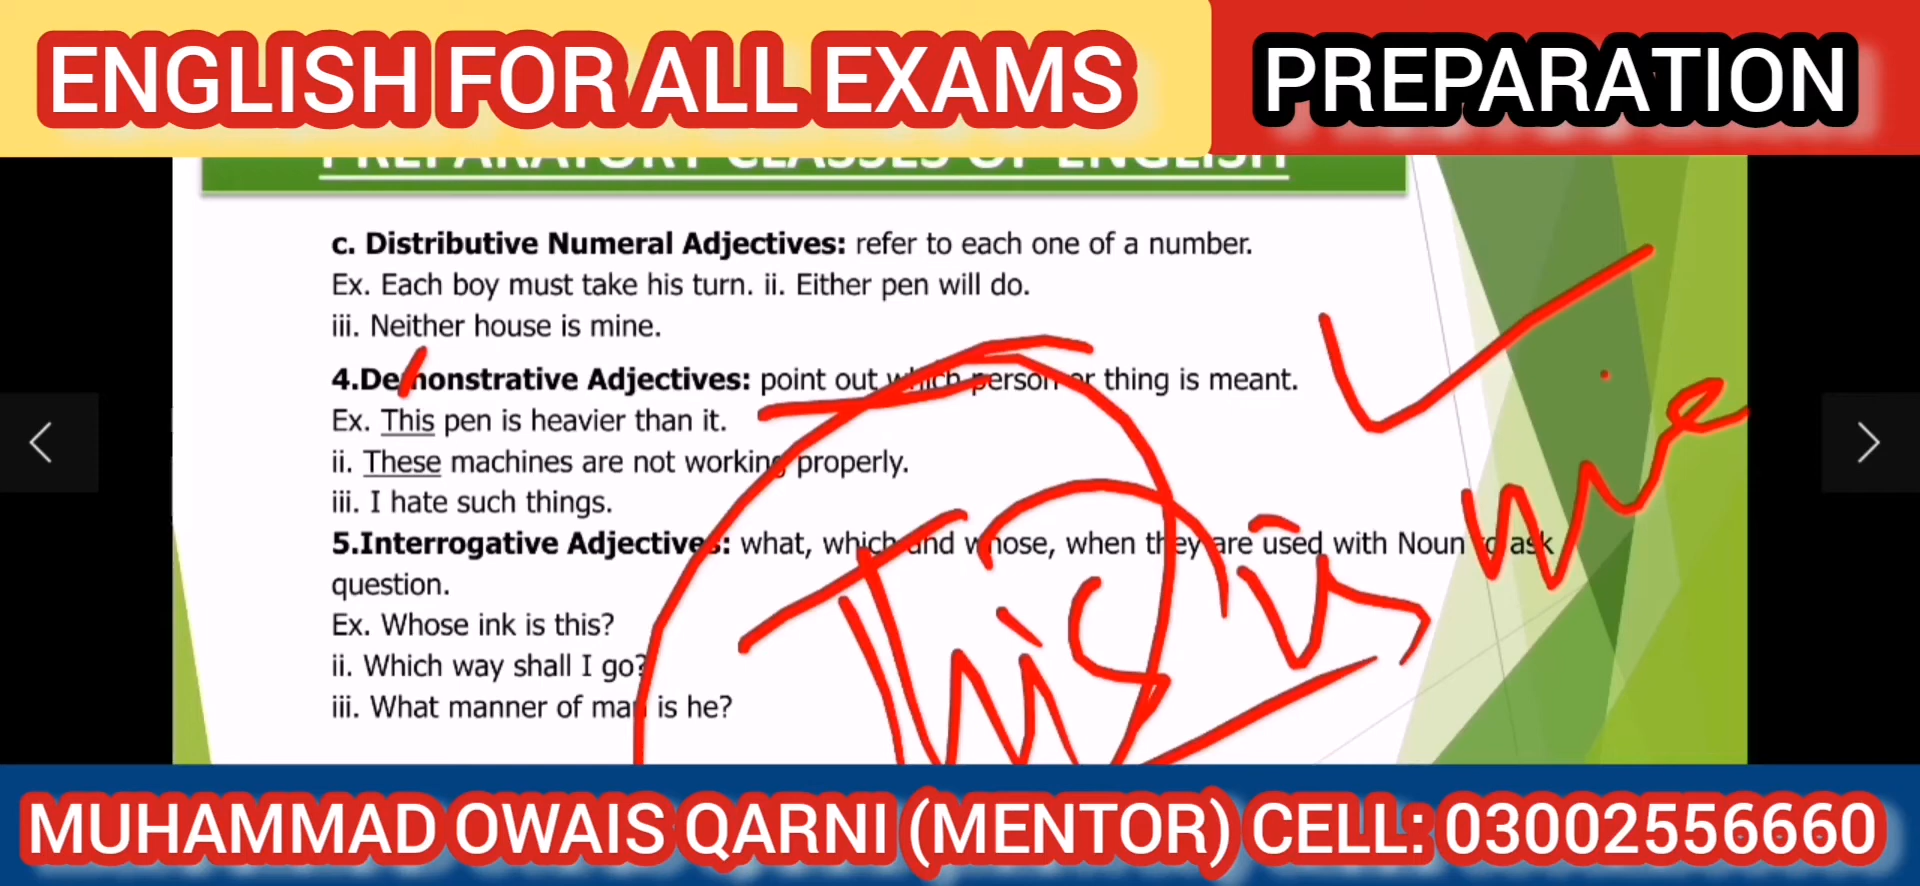 ENGLISH FOR ALL EXAMS PREPARATION
PREPARATORY CLASSES OF ENGLISH
c. Distributive Numeral Adjectives: refer to each one of a number.
Ex. Each boy must take his turn. ii. Either pen will do.
iii. Neither house is mine.
4.Demonstrative Adjectives: point out which person or thing is meant.
Ex. This pen is heavier than it.
ii. These machines are not working properly.
iii. I hate such things.
5.Interrogative Adjectives: what, which and whose, when they are used with Noun to ask
question.
Ex. Whose ink is this?
ii. Which way shall I go?
iii. What manner of man is he?
This is mine
MUHAMMAD OWAIS QARNI (MENTOR) CELL: 03002556660